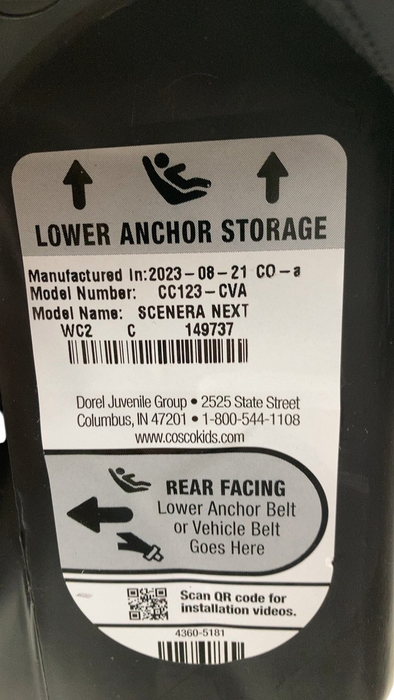 LOWER ANCHOR STORAGE
Manufactured In:2023-08-21 CO-a
Model Number: CC123-CVA
Model Name: SCENERA NEXT
WC2 C 149737
Dorel Juvenile Group • 2525 State Street
Columbus, IN 47201 • 1-800-544-1108
www.coscokids.com
REAR FACING
Lower Anchor Belt
or Vehicle Belt
Goes Here
Scan QR code for
installation videos.
4360-5181